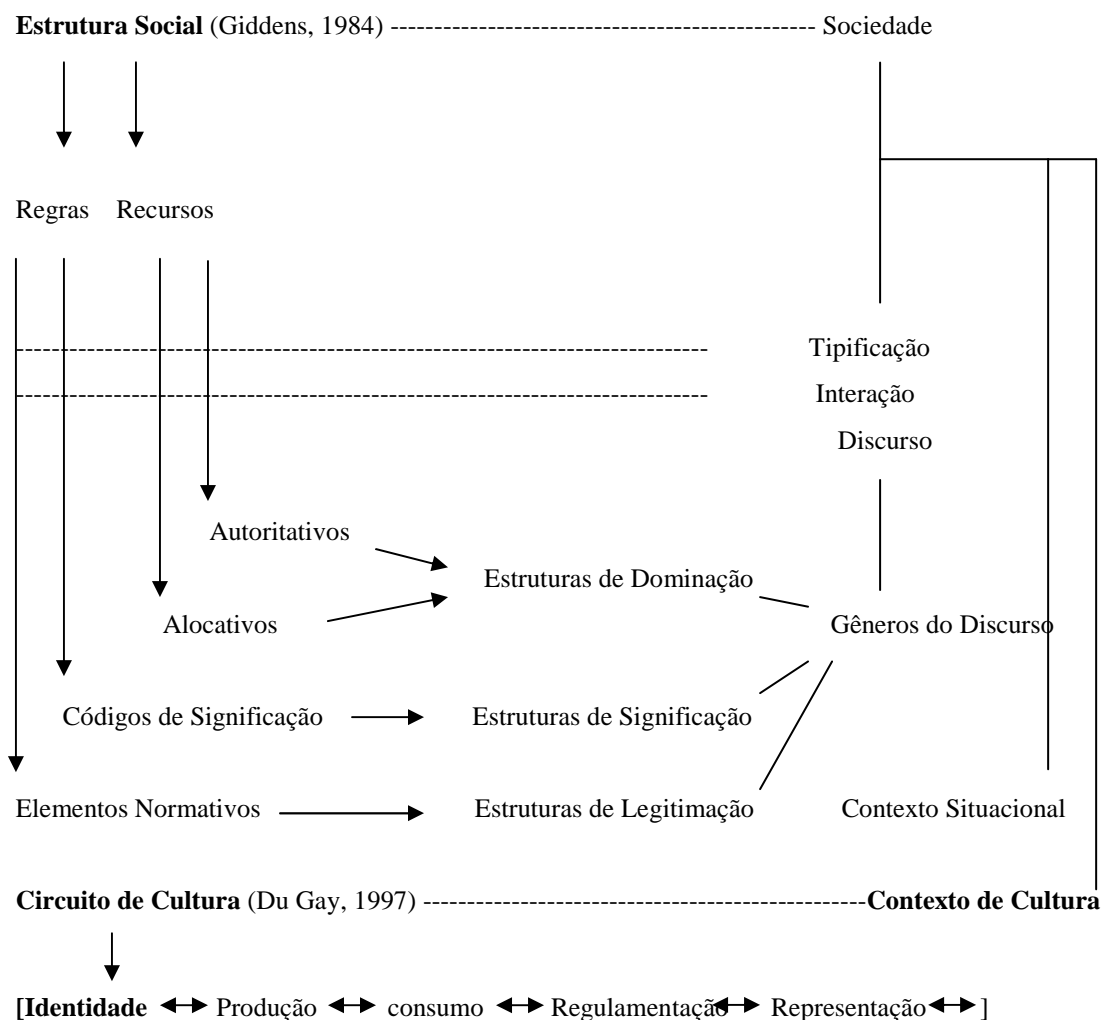 Estrutura Social (Giddens, 1984) ------------------------------------------------ Sociedade
Regras Recursos
Tipificação
Interação
Discurso
Autoritativos
Estruturas de Dominação
Alocativos
Gêneros do Discurso
Códigos de Significação
Estruturas de Significação
Elementos Normativos
Estruturas de Legitimação
Contexto Situacional
Circuito de Cultura (Du Gay, 1997) --------------------------------------------------Contexto de Cultura
[Identidade Produção consumo Regulamentação Representação ]